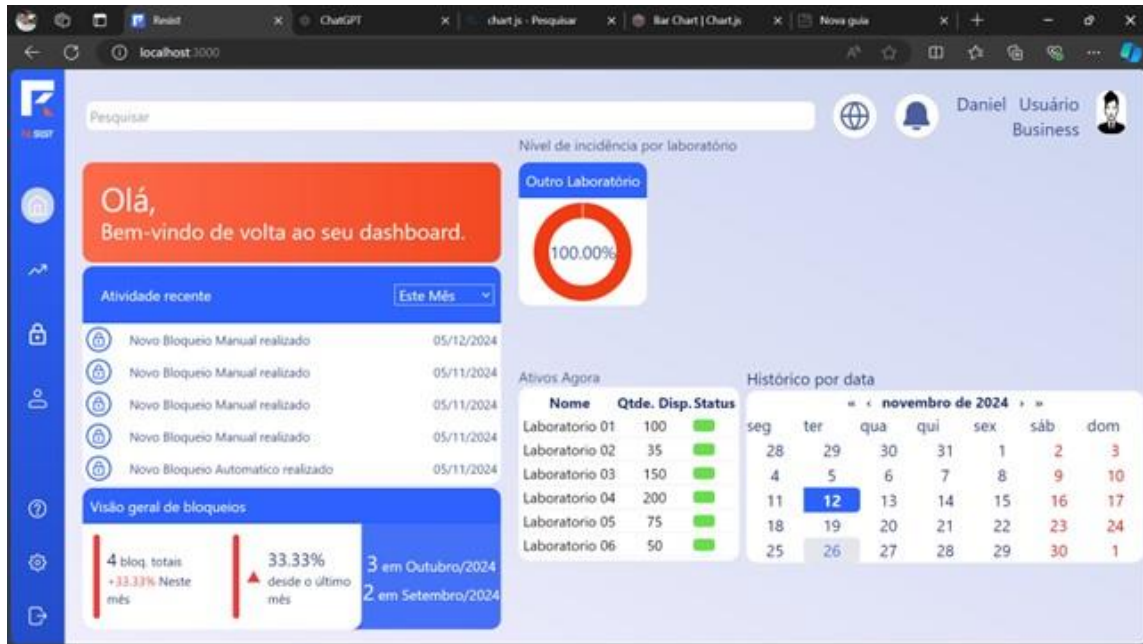 Resist
ChatGPT
chart js - Pesquisar
Bar Chart | Chart.js
Nova guia
localhost:3000
RESIST
Pesquisar
Daniel Usuário
Business
Olá,
Bem-vindo de volta ao seu dashboard.
Atividade recente
Este Mês
Novo Bloqueio Manual realizado 05/12/2024
Novo Bloqueio Manual realizado 05/11/2024
Novo Bloqueio Manual realizado 05/11/2024
Novo Bloqueio Manual realizado 05/11/2024
Novo Bloqueio Automatico realizado 05/11/2024
Visão geral de bloqueios
4 bloq. totais
+33.33% Neste
mês
33.33%
desde o último
mês
3 em Outubro/2024
2 em Setembro/2024
Nível de incidência por laboratório
Outro Laboratório
100.00%
Ativos Agora
Nome Qtde. Disp. Status
Laboratorio 01 100
Laboratorio 02 35
Laboratorio 03 150
Laboratorio 04 200
Laboratorio 05 75
Laboratorio 06 50
Histórico por data
« ‹ novembro de 2024 › »
seg ter qua qui sex sáb dom
28 29 30 31 1 2 3
4 5 6 7 8 9 10
11 12 13 14 15 16 17
18 19 20 21 22 23 24
25 26 27 28 29 30 1